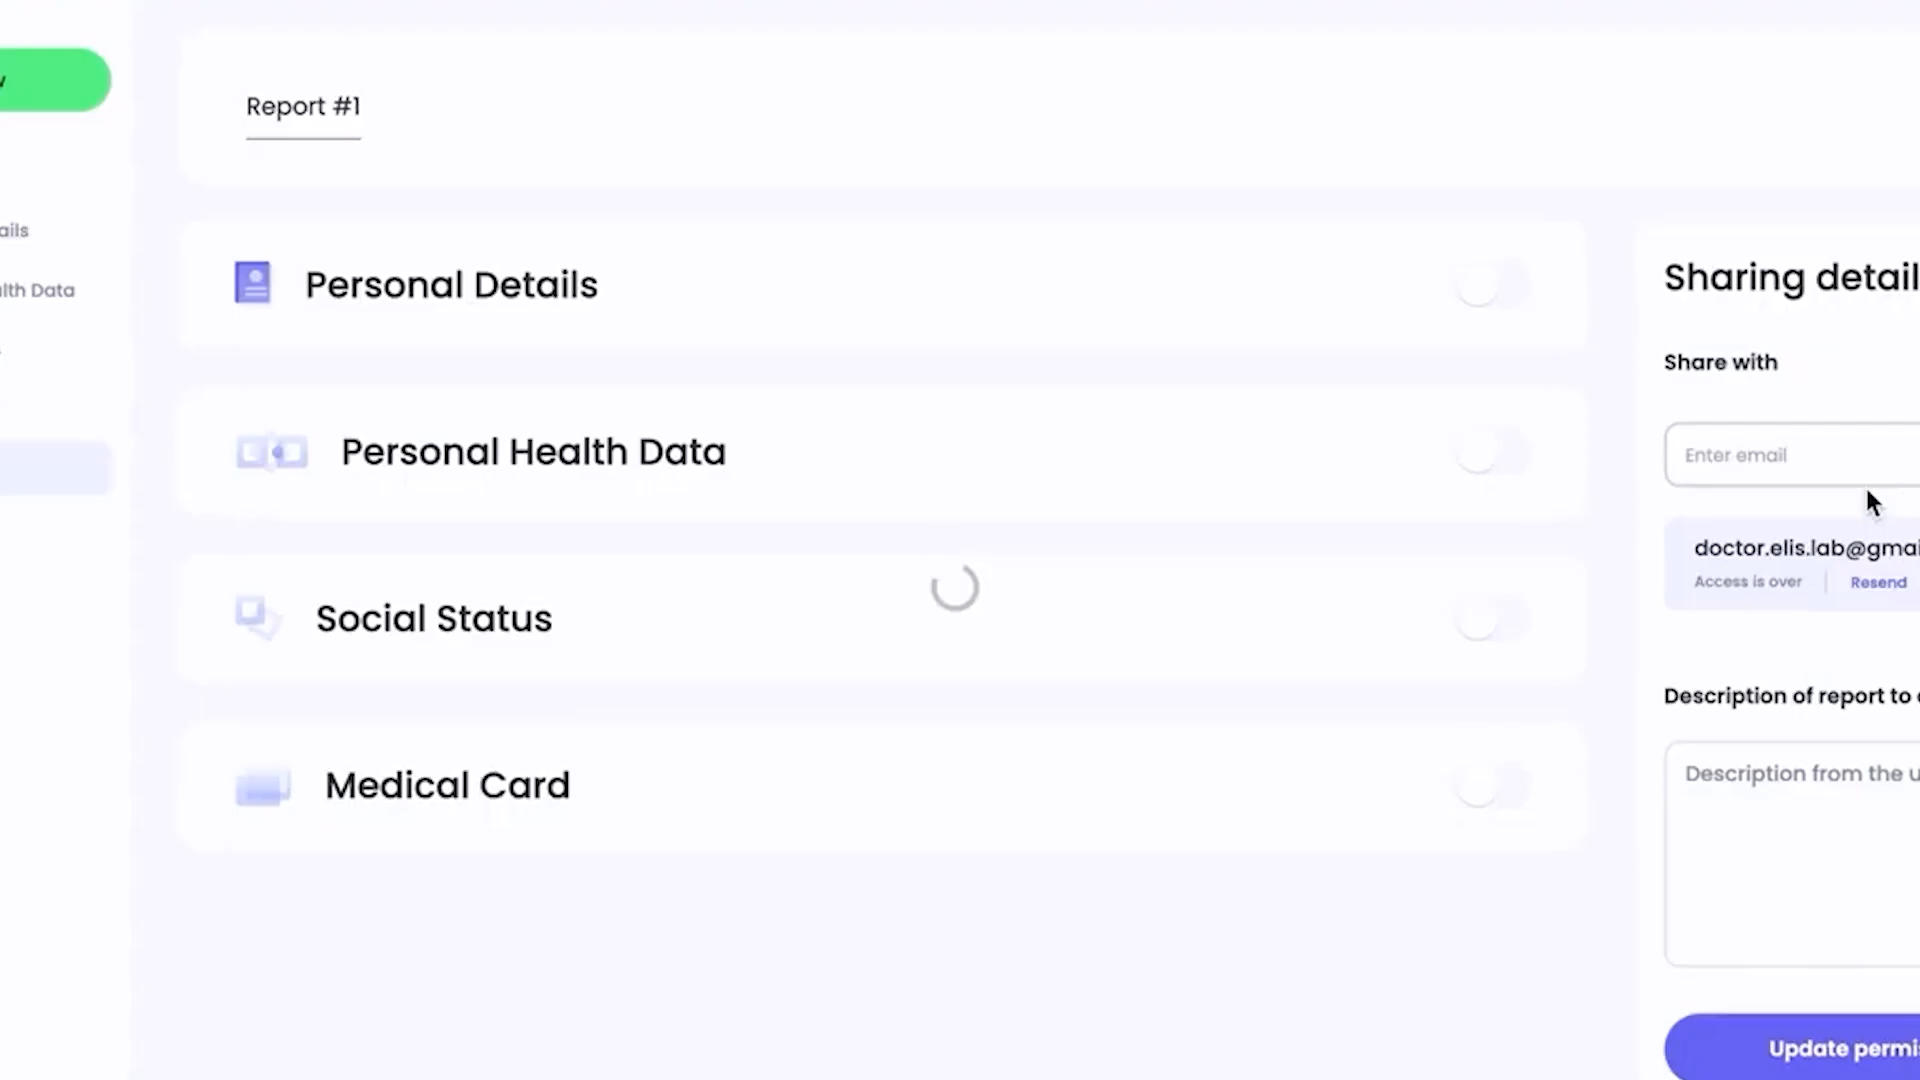 Report #1
ails
lth Data
Personal Details
Personal Health Data
Social Status
Medical Card
Sharing detail
Share with
Enter email
doctor.elis.lab@gmai
Access is over
Resend
Description of report to
Description from the u
Update permis